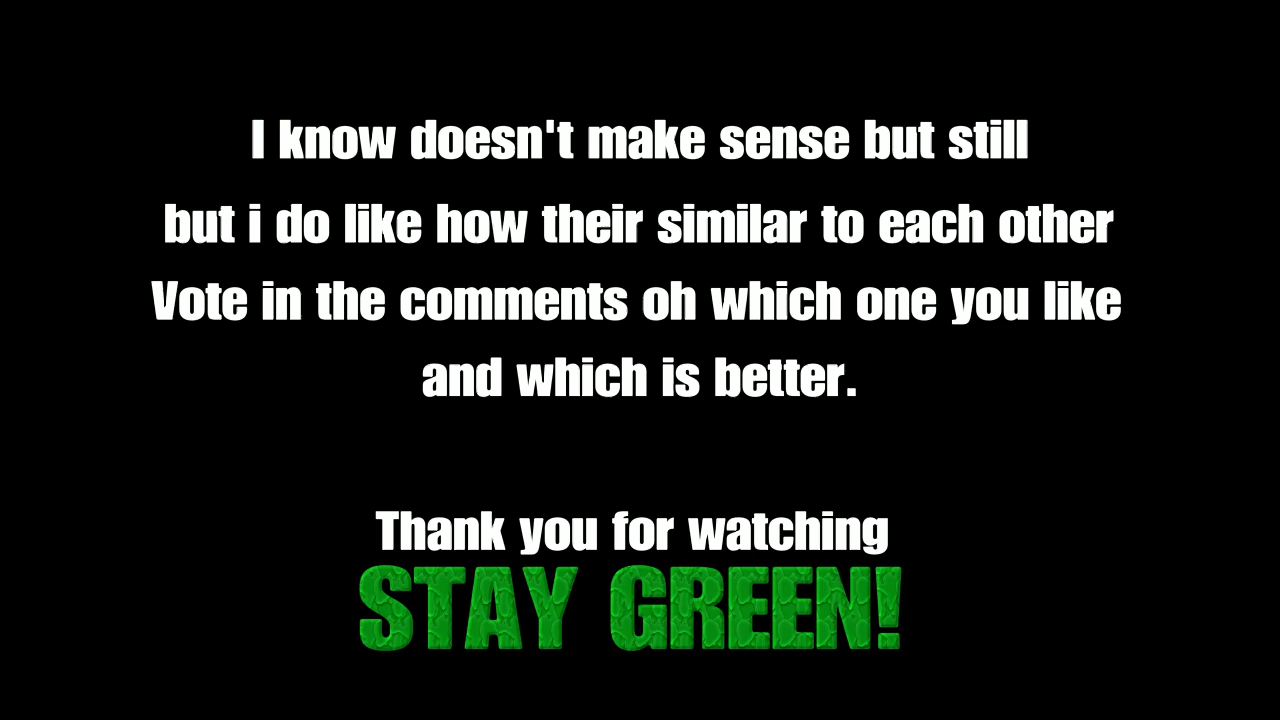 I know doesn't make sense but still
but i do like how their similar to each other
Vote in the comments oh which one you like
and which is better.
Thank you for watching
STAY GREEN!